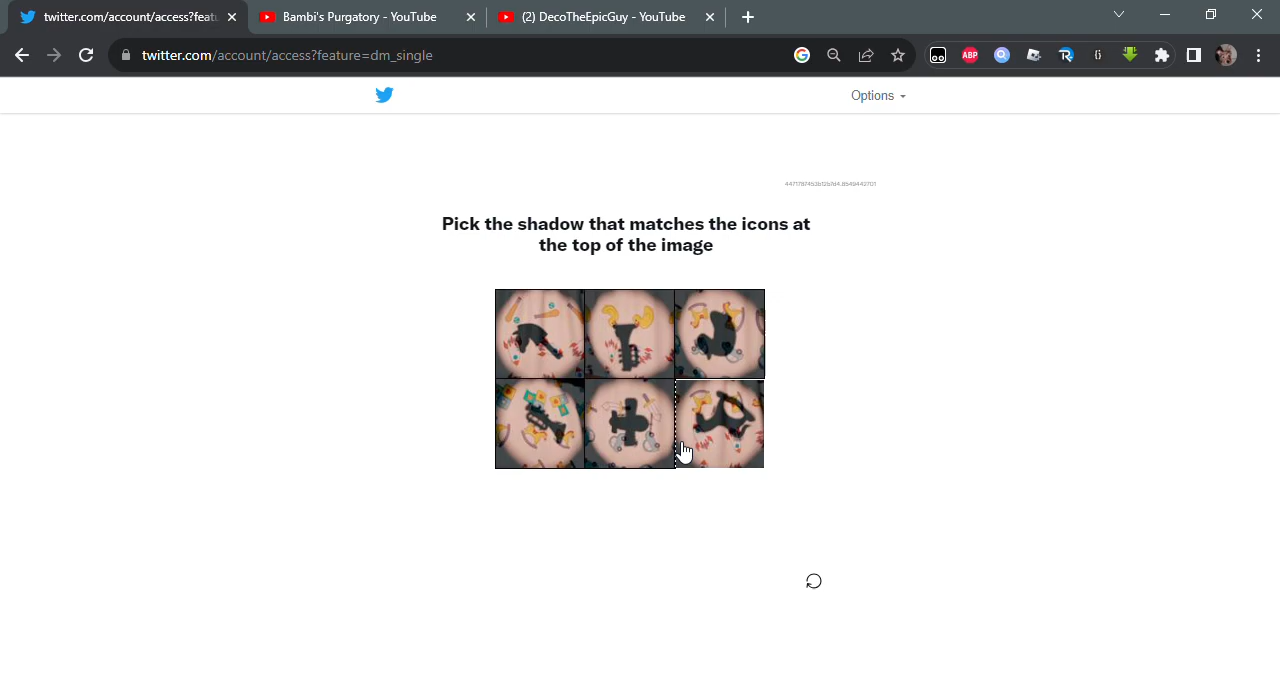 twitter.com/account/access?featu
Bambi's Purgatory - YouTube
(2) DecoTheEpicGuy - YouTube
twitter.com/account/access?feature=dm_single
ABP
Options
Pick the shadow that matches the icons at
the top of the image